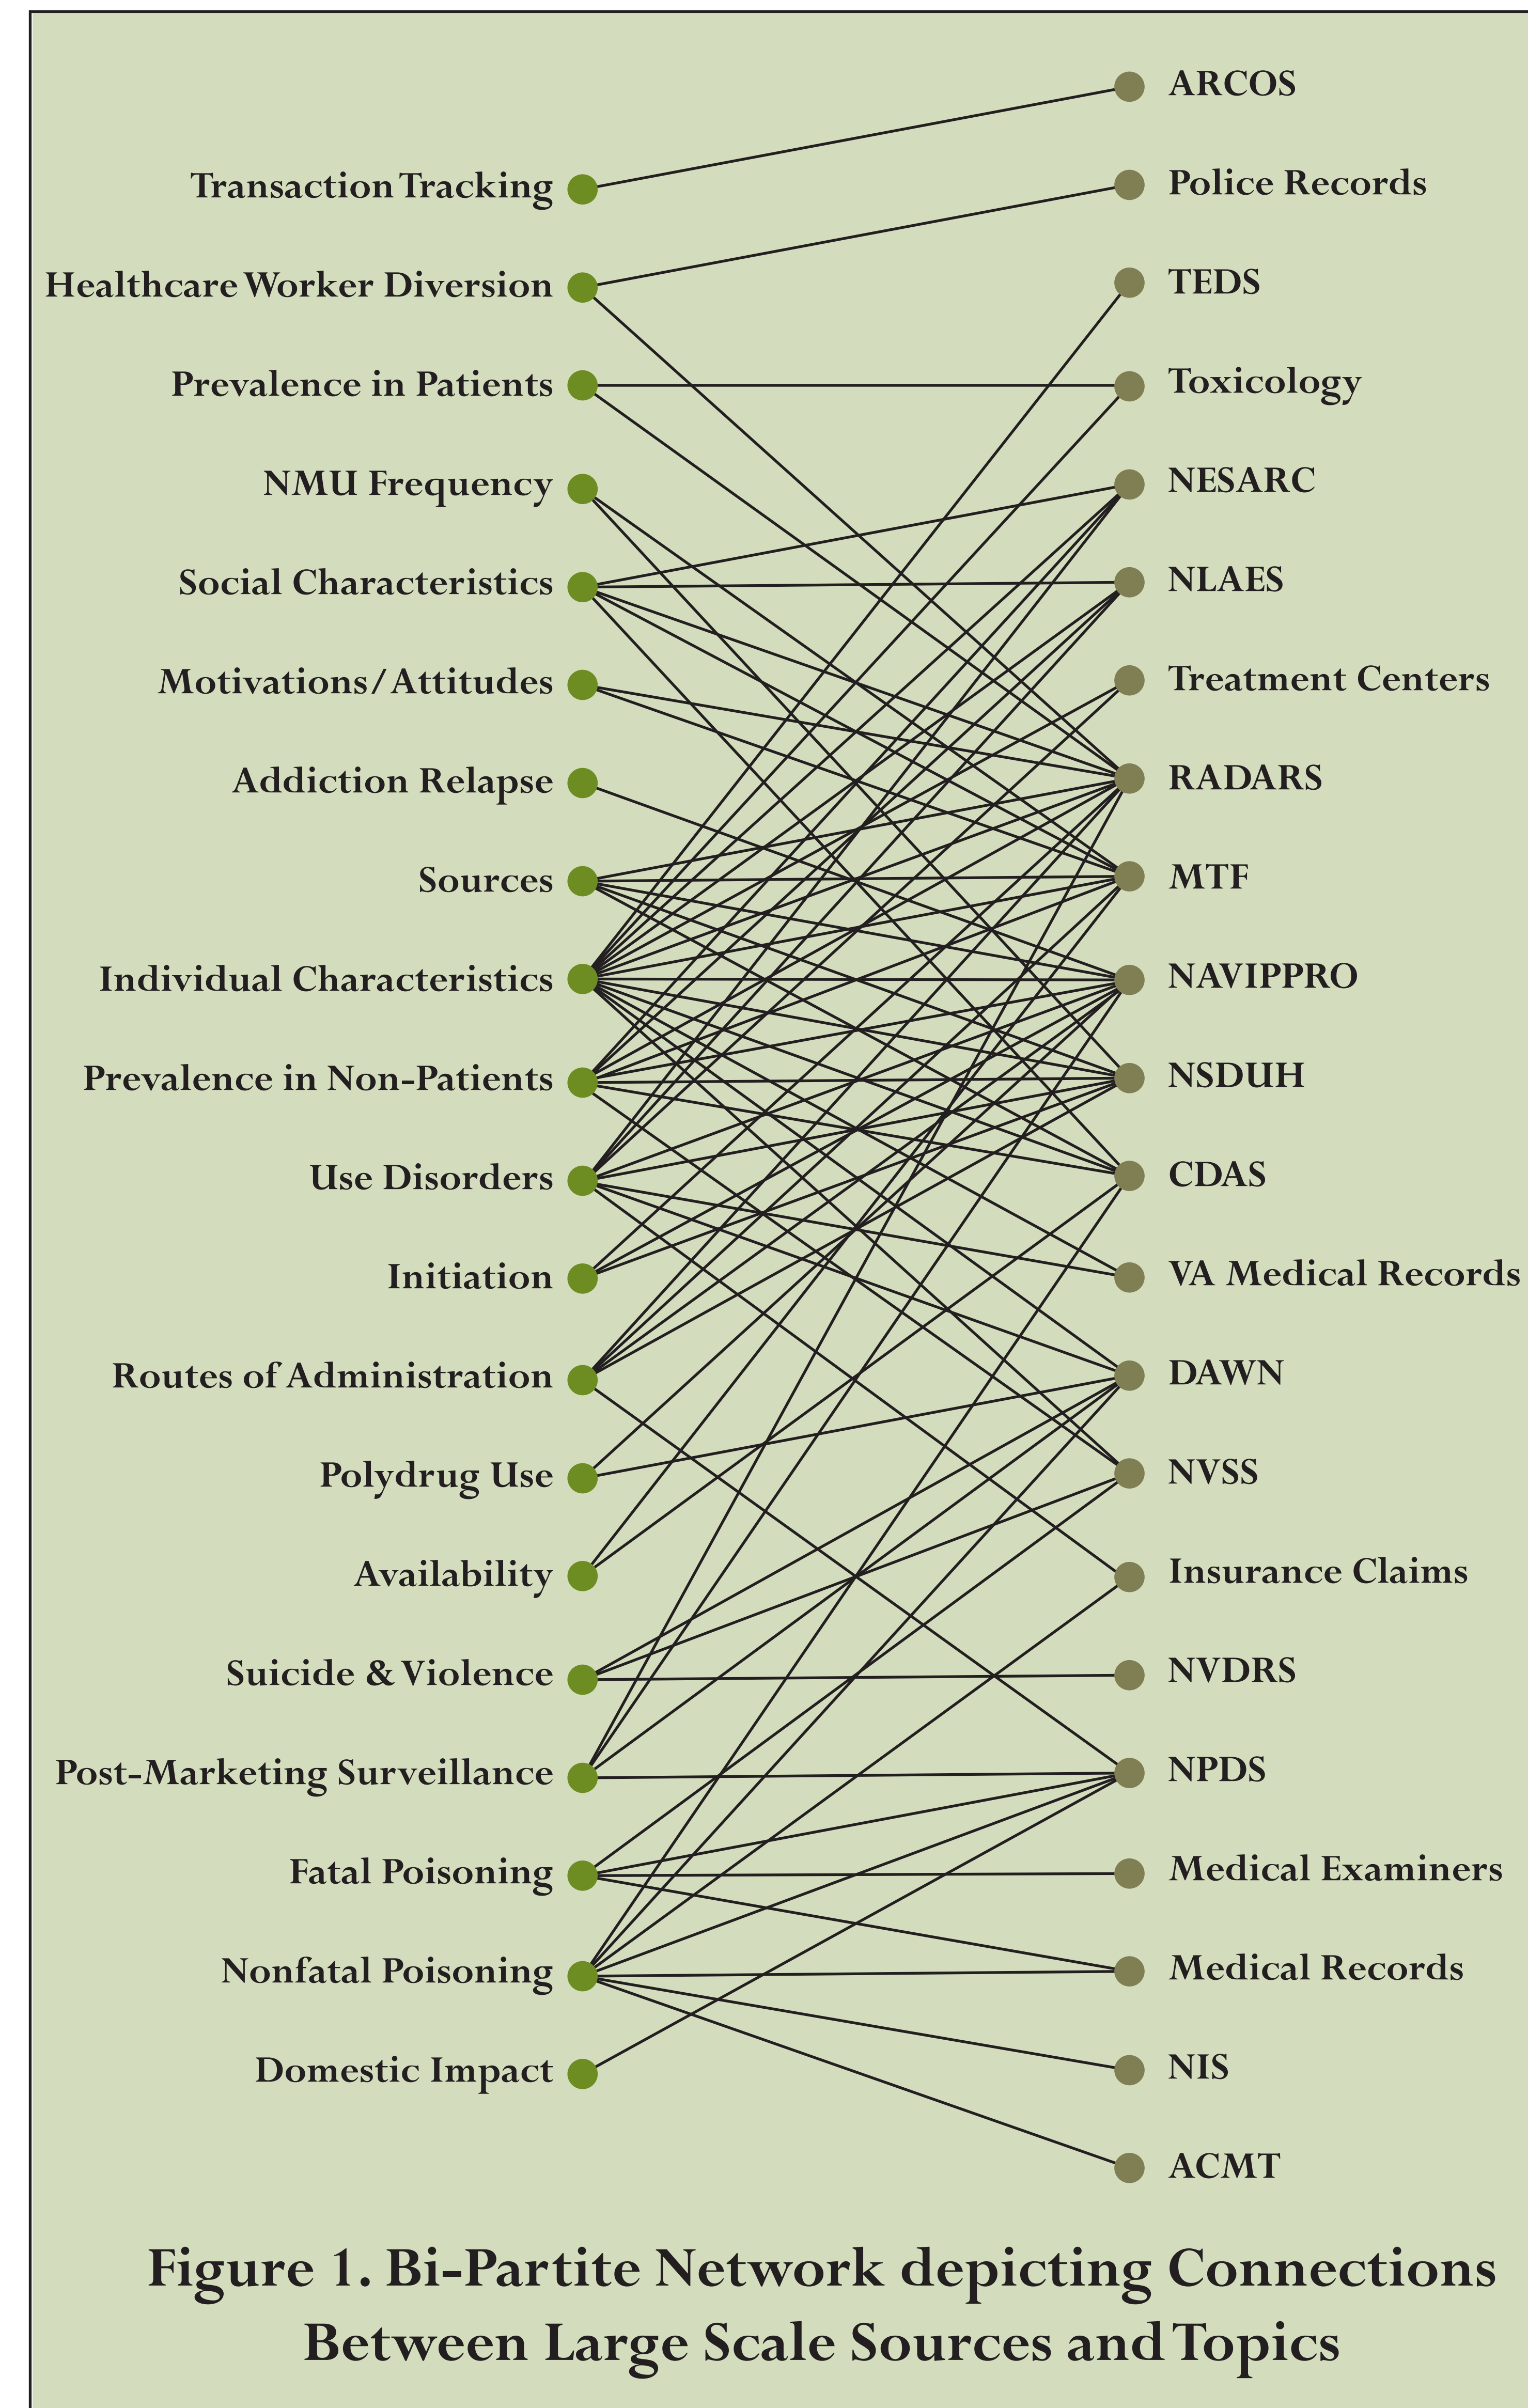 ARCOS
Transaction Tracking
Police Records
Healthcare Worker Diversion
TEDS
Prevalence in Patients
Toxicology
NMU Frequency
NESARC
Social Characteristics
NLAES
Motivations/Attitudes
Treatment Centers
Addiction Relapse
RADARS
Sources
MTF
Individual Characteristics
NAVIPPRO
Prevalence in Non-Patients
NSDUH
Use Disorders
CDAS
Initiation
VA Medical Records
Routes of Administration
DAWN
Polydrug Use
NVSS
Availability
Insurance Claims
Suicide & Violence
NVDRS
Post-Marketing Surveillance
NPDS
Fatal Poisoning
Medical Examiners
Nonfatal Poisoning
Medical Records
Domestic Impact
NIS
ACMT
Figure 1. Bi-Partite Network depicting Connections
Between Large Scale Sources and Topics